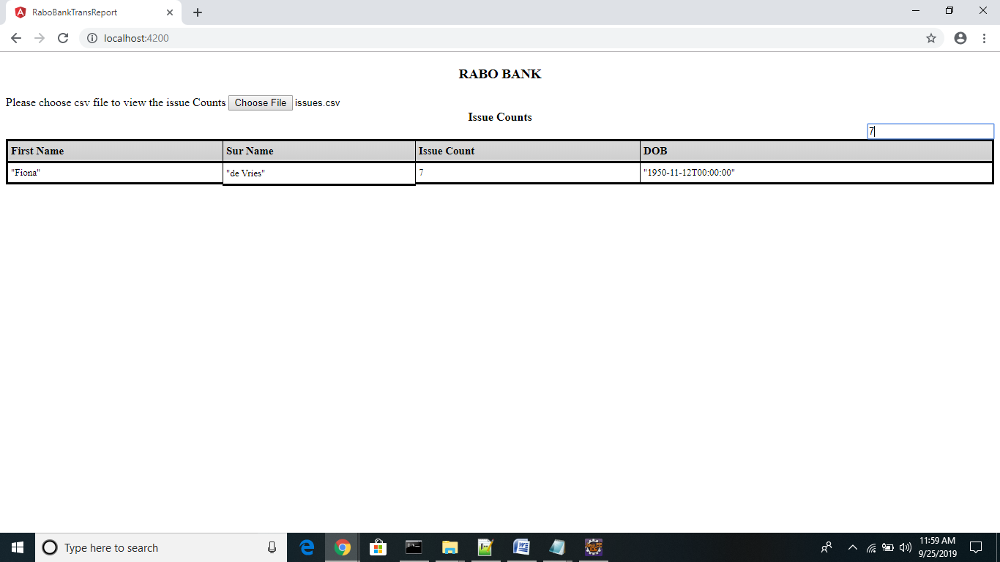 RaboBankTransReport
localhost:4200
RABO BANK
Please choose csv file to view the issue Counts Choose File issues.csv
Issue Counts
7
First Name Sur Name Issue Count DOB
"Fiona" "de Vries" 7 "1950-11-12T00:00:00"
Type here to search
11:59 AM
9/25/2019